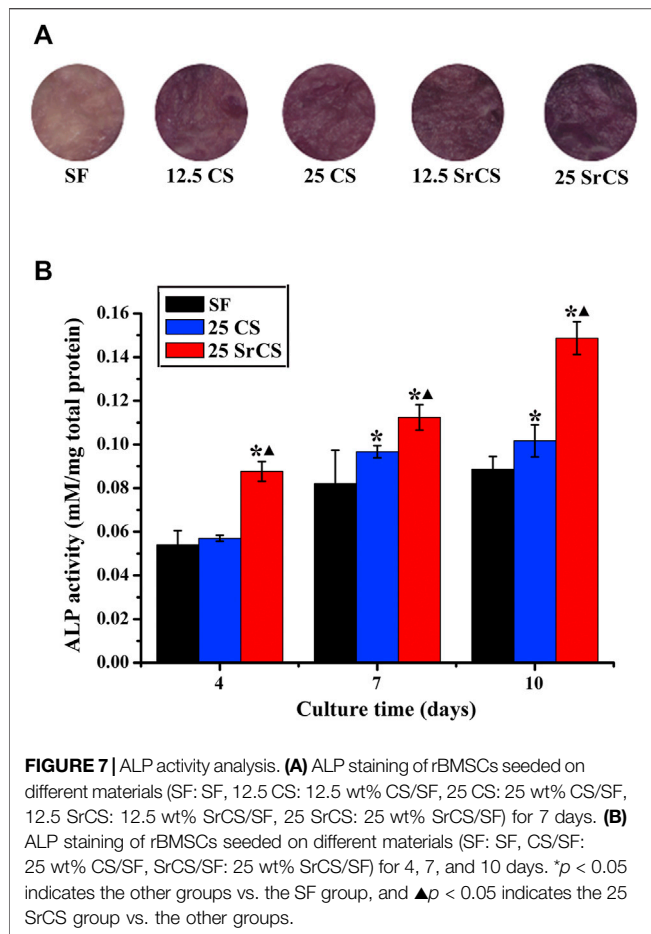 A
SF 12.5 CS 25 CS 12.5 SrCS 25 SrCS
B
ALP activity (mM/mg total protein)
0.16
0.14
0.12
0.10
0.08
0.06
0.04
0.02
0.00
SF
25 CS
25 SrCS
*▲
* *▲
* *▲
4 7 10
Culture time (days)
FIGURE 7 | ALP activity analysis. (A) ALP staining of rBMSCs seeded on
different materials (SF: SF, 12.5 CS: 12.5 wt% CS/SF, 25 CS: 25 wt% CS/SF,
12.5 SrCS: 12.5 wt% SrCS/SF, 25 SrCS: 25 wt% SrCS/SF) for 7 days. (B)
ALP staining of rBMSCs seeded on different materials (SF: SF, CS/SF:
25 wt% CS/SF, SrCS/SF: 25 wt% SrCS/SF) for 4, 7, and 10 days. *p < 0.05
indicates the other groups vs. the SF group, and ▲p < 0.05 indicates the 25
SrCS group vs. the other groups.